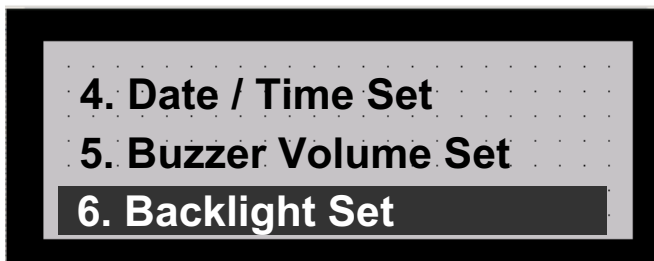 4. Date / Time Set
5. Buzzer Volume Set
6. Backlight Set